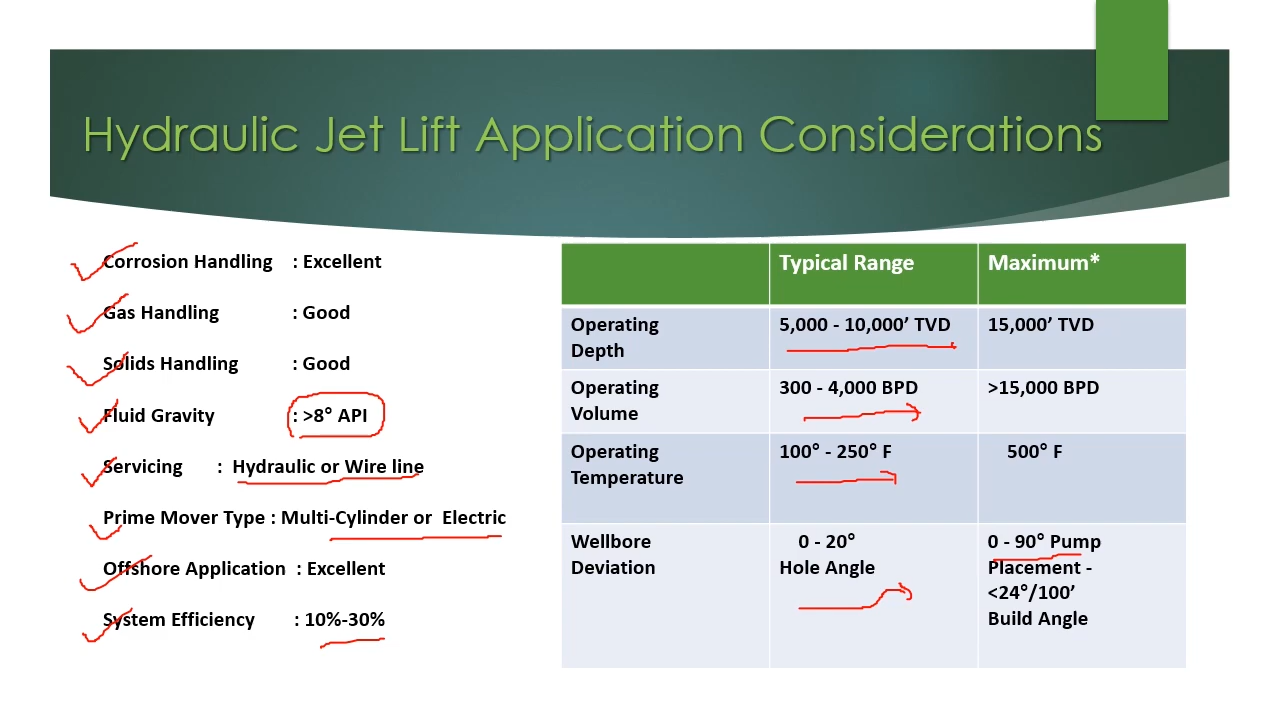 Hydraulic Jet Lift Application Considerations
Corrosion Handling : Excellent
Gas Handling : Good
Solids Handling : Good
Fluid Gravity : >8° API
Servicing : Hydraulic or Wire line
Prime Mover Type : Multi-Cylinder or Electric
Offshore Application : Excellent
System Efficiency : 10%-30%
Typical Range Maximum*
Operating
Depth
5,000 - 10,000’ TVD
15,000’ TVD
Operating
Volume
300 - 4,000 BPD
>15,000 BPD
Operating
Temperature
100° - 250° F
500° F
Wellbore
Deviation
0 - 20°
Hole Angle
0 - 90° Pump
Placement -
<24°/100’
Build Angle